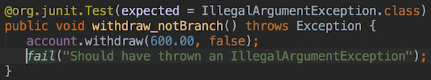 @org.junit.Test(expected = IllegalArgumentException.class)
public void withdraw_notBranch() throws Exception {
    account.withdraw(600.00, false);
    fail("Should have thrown an IllegalArgumentException");
}